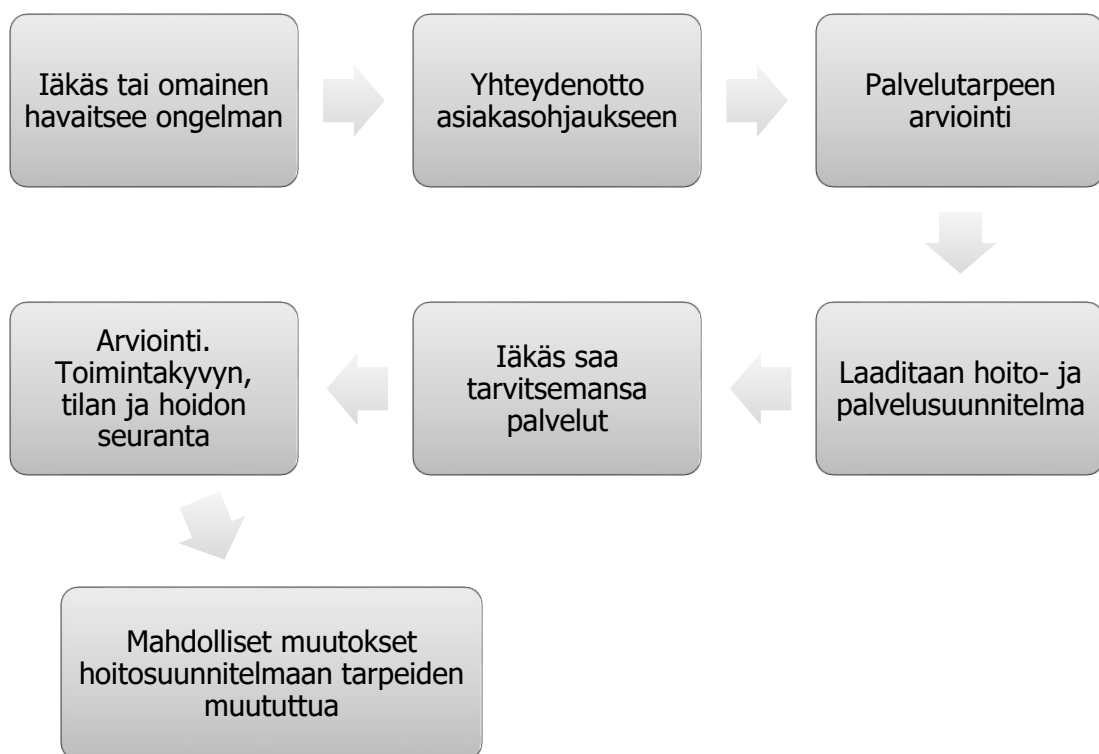 Iäkäs tai omainen
havaitsee ongelman
Yhteydenotto
asiakasohjaukseen
Palvelutarpeen
arviointi
Laaditaan hoito- ja
palvelusuunnitelma
Iäkäs saa
tarvitsemansa
palvelut
Arviointi.
Toimintakyvyn,
tilan ja hoidon
seuranta
Mahdolliset muutokset
hoitosuunnitelmaan tarpeiden
muututtua